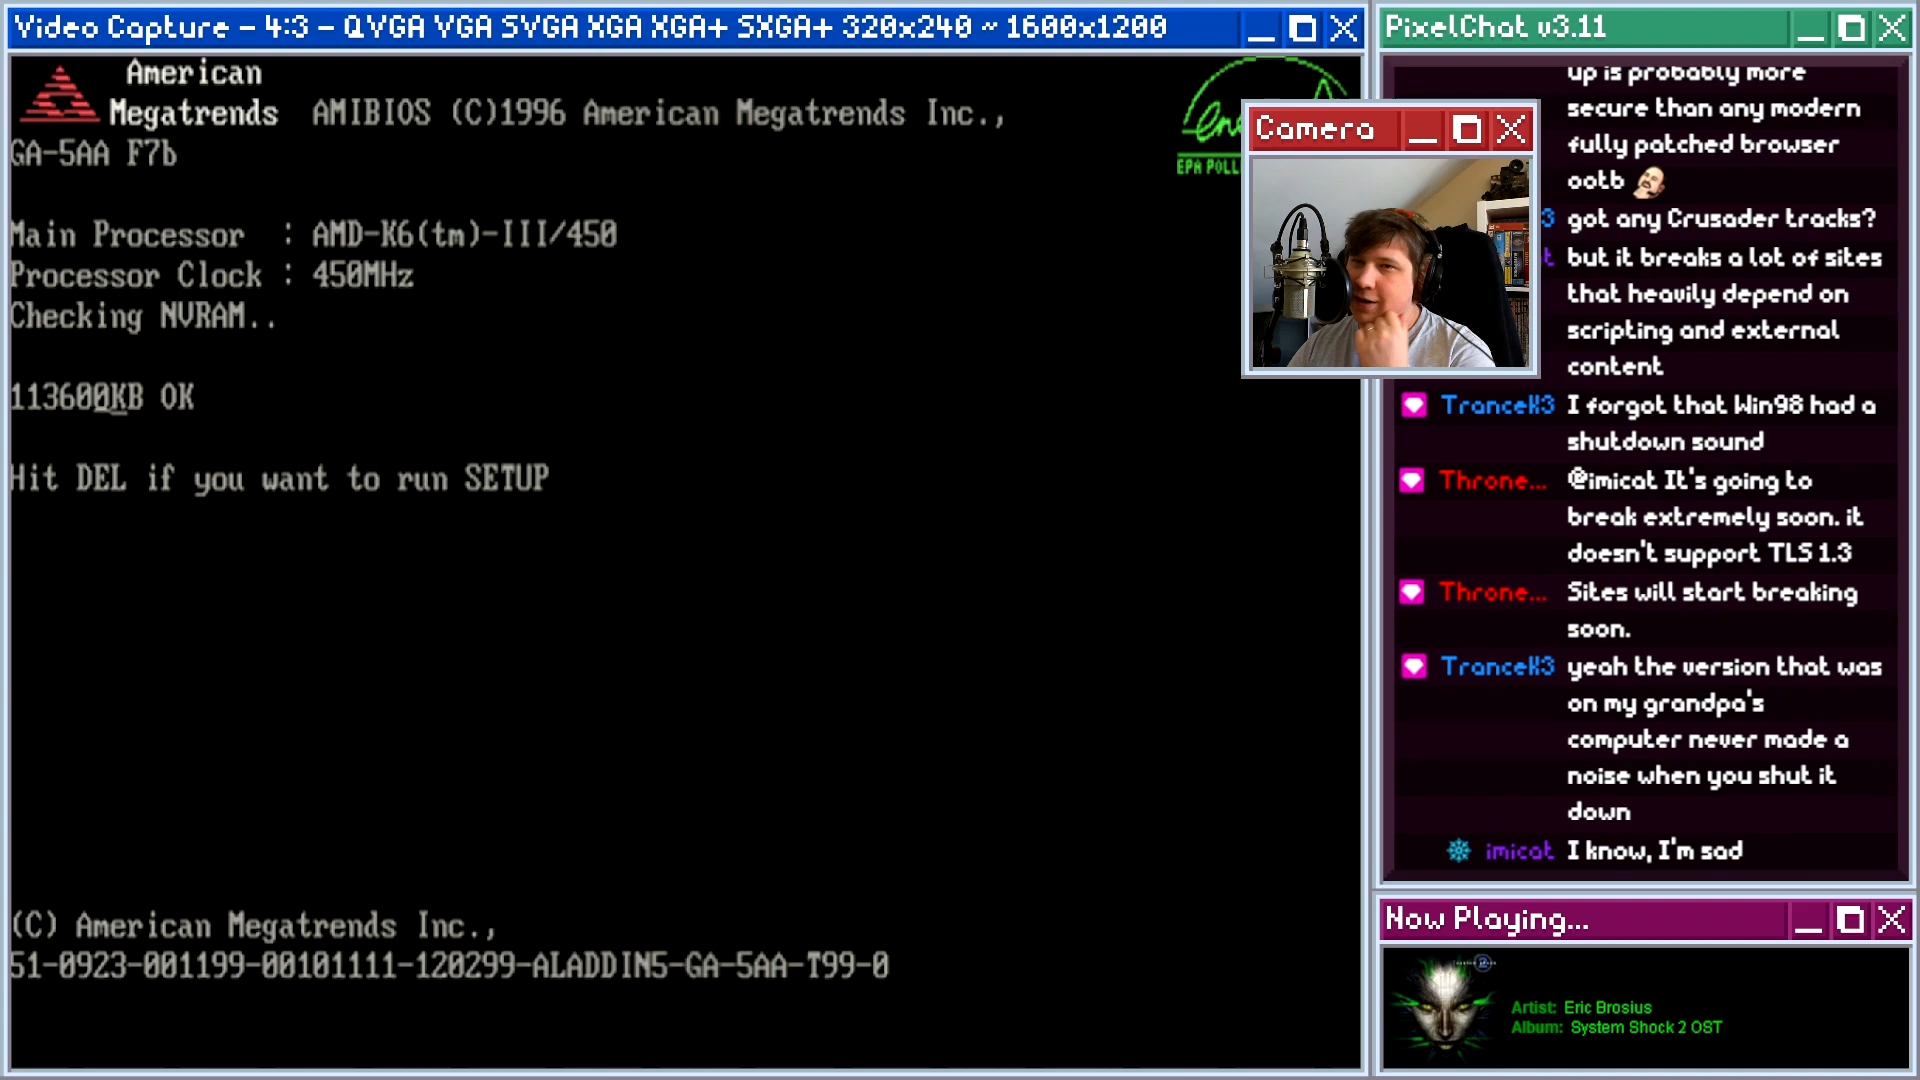 Video Capture - 4:3 - QVGA VGA SVGA XGA XGA+ SXGA+ 320x240 ~ 1600x1200
American
Megatrends AMIBIOS (C)1996 American Megatrends Inc.,
GA-5AA F7b
EPA POLL
Main Processor : AMD-K6(tm)-III/450
Processor Clock : 450MHz
Checking NVRAM..
113600KB OK
Hit DEL if you want to run SETUP
(C) American Megatrends Inc.,
51-0923-001199-00101111-120299-ALADDIN5-GA-5AA-T99-0
Camera
PixelChat v3.11
up is probably more
secure than any modern
fully patched browser
ootb
3 got any Crusader tracks?
t but it breaks a lot of sites
that heavily depend on
scripting and external
content
TranceX3 I forgot that Win98 had a
shutdown sound
Throne... @imicat It's going to
break extremely soon. it
doesn't support TLS 1.3
Throne... Sites will start breaking
soon.
TranceX3 yeah the version that was
on my grandpa's
computer never made a
noise when you shut it
down
imicat I know, I'm sad
Now Playing...
Artist: Eric Brosius
Album: System Shock 2 OST